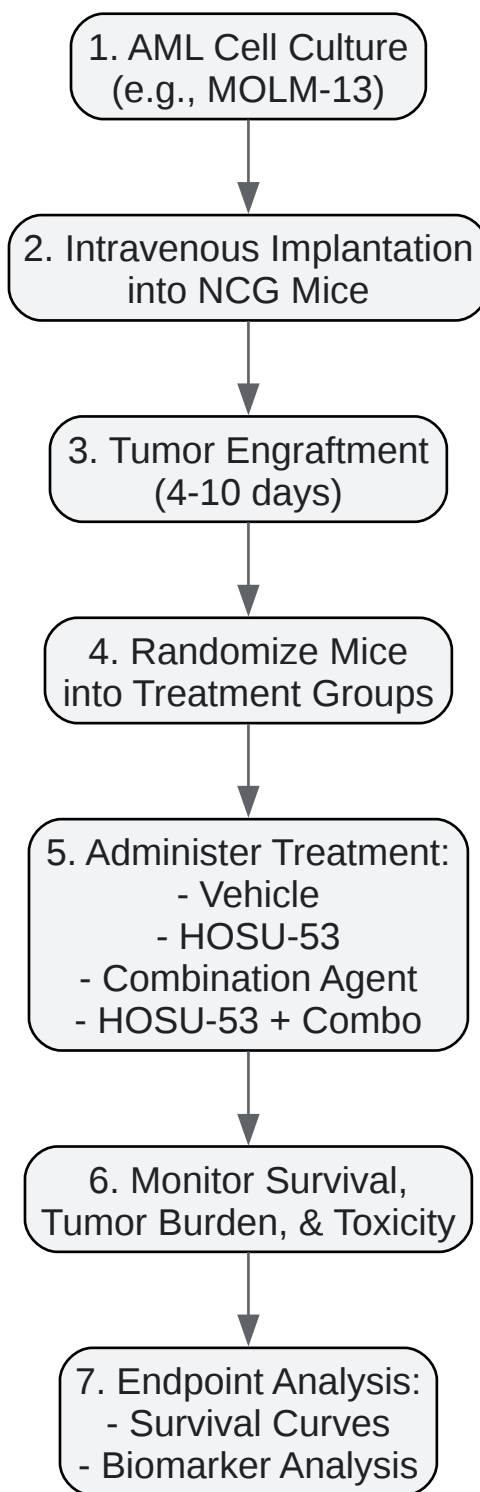 1. AML Cell Culture
(e.g., MOLM-13)
2. Intravenous Implantation
into NCG Mice
3. Tumor Engraftment
(4-10 days)
4. Randomize Mice
into Treatment Groups
5. Administer Treatment:
- Vehicle
- HOSU-53
- Combination Agent
- HOSU-53 + Combo
6. Monitor Survival,
Tumor Burden, & Toxicity
7. Endpoint Analysis:
- Survival Curves
- Biomarker Analysis